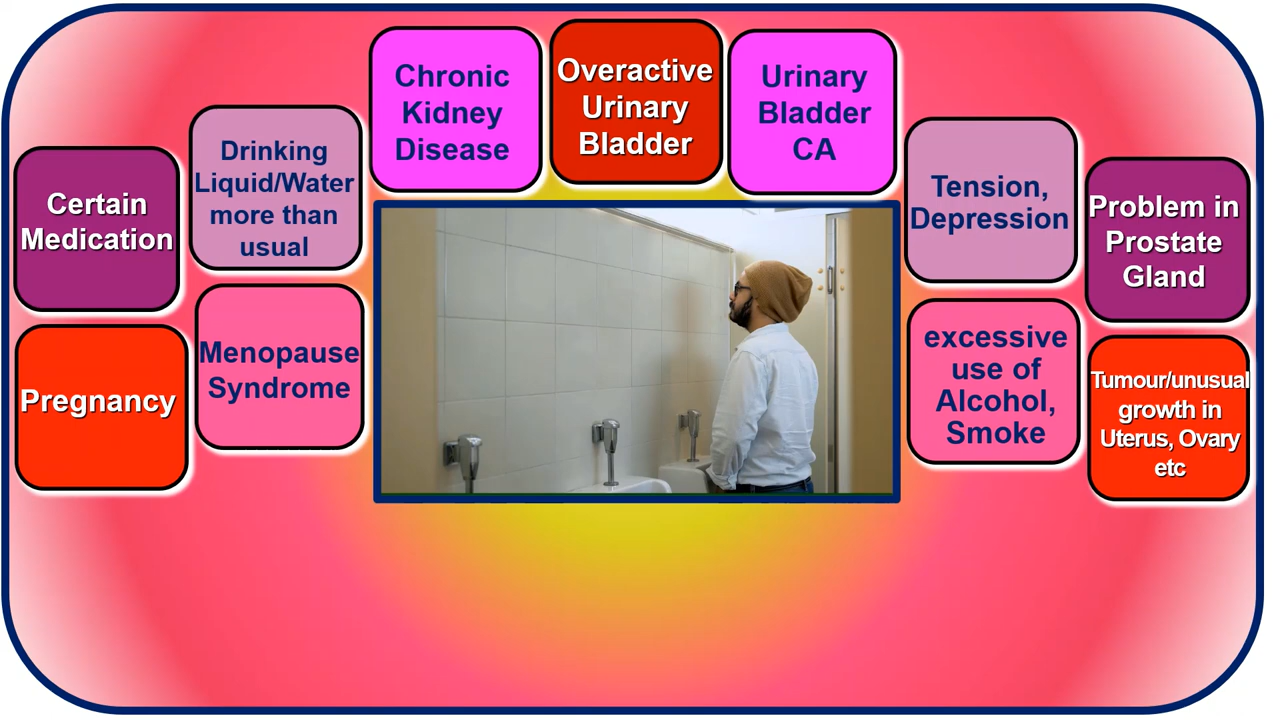 Certain
Medication
Drinking
Liquid/Water
more than
usual
Chronic
Kidney
Disease
Overactive
Urinary
Bladder
Urinary
Bladder
CA
Tension,
Depression
Problem in
Prostate
Gland
Pregnancy
Menopause
Syndrome
excessive
use of
Alcohol,
Smoke
Tumour/unusual
growth in
Uterus, Ovary
etc